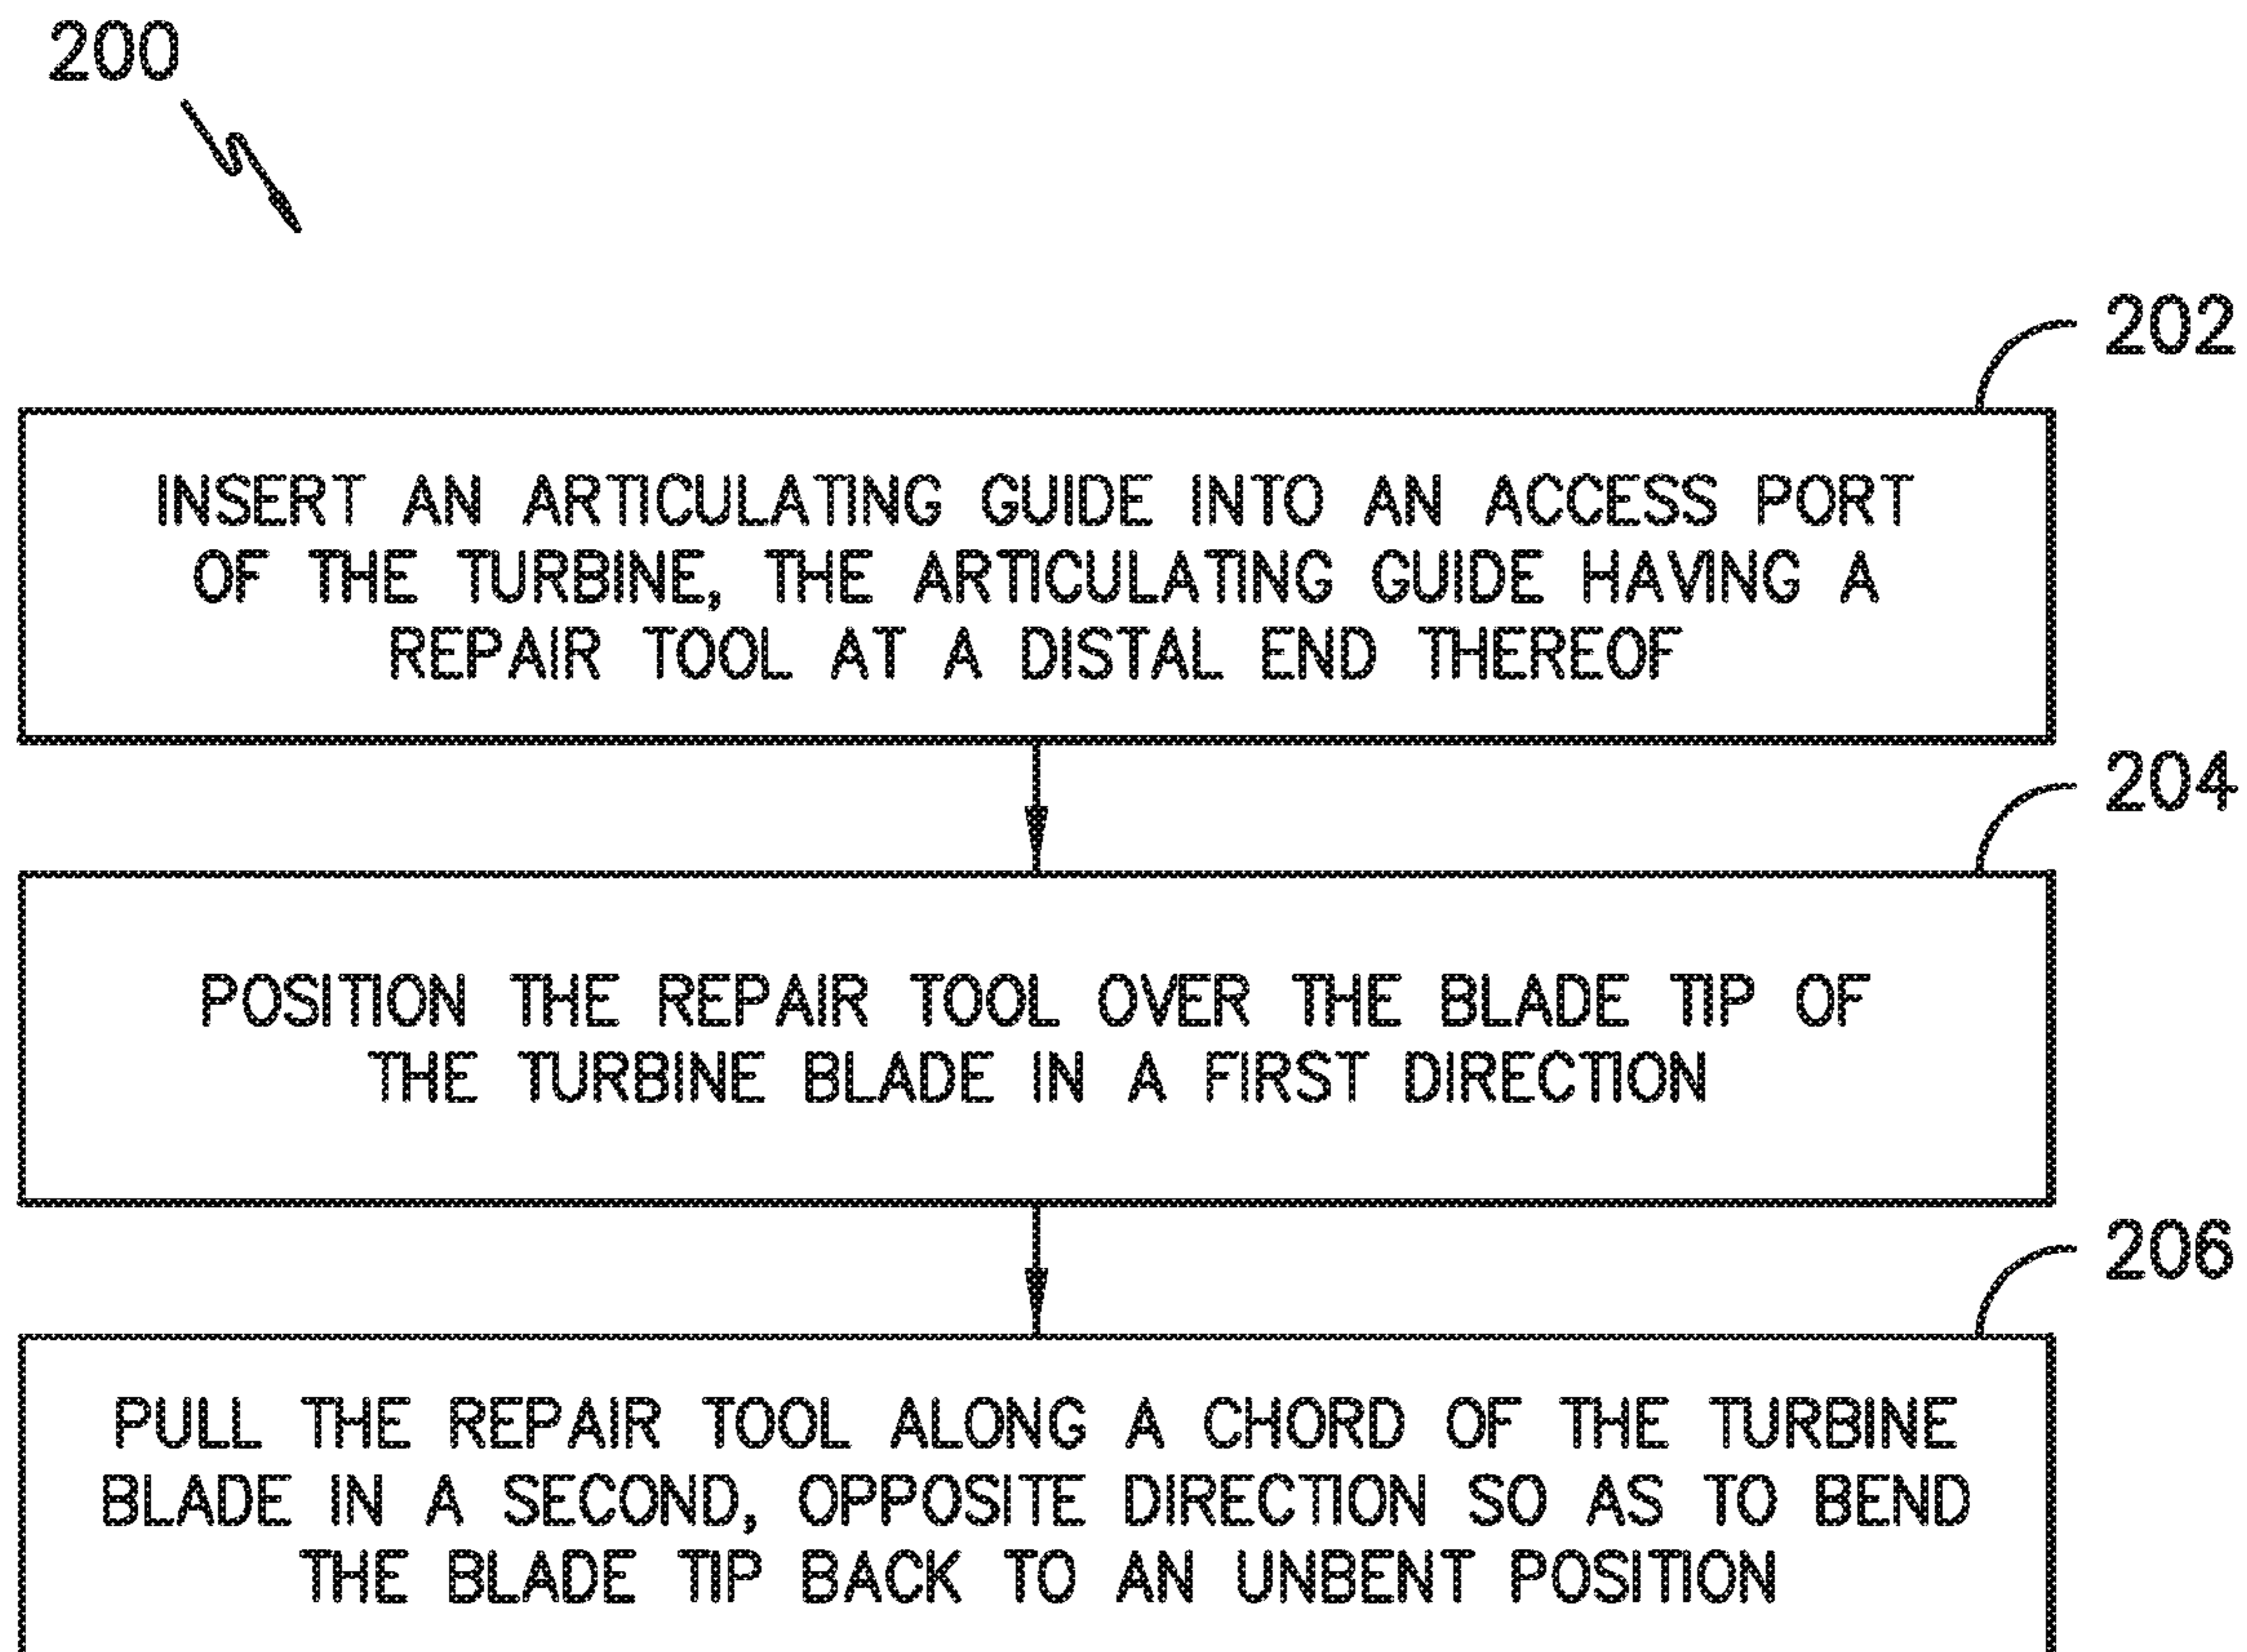 200
202
INSERT AN ARTICULATING GUIDE INTO AN ACCESS PORT
OF THE TURBINE, THE ARTICULATING GUIDE HAVING A
REPAIR TOOL AT A DISTAL END THEREOF
204
POSITION THE REPAIR TOOL OVER THE BLADE TIP OF
THE TURBINE BLADE IN A FIRST DIRECTION
206
PULL THE REPAIR TOOL ALONG A CHORD OF THE TURBINE
BLADE IN A SECOND, OPPOSITE DIRECTION SO AS TO BEND
THE BLADE TIP BACK TO AN UNBENT POSITION